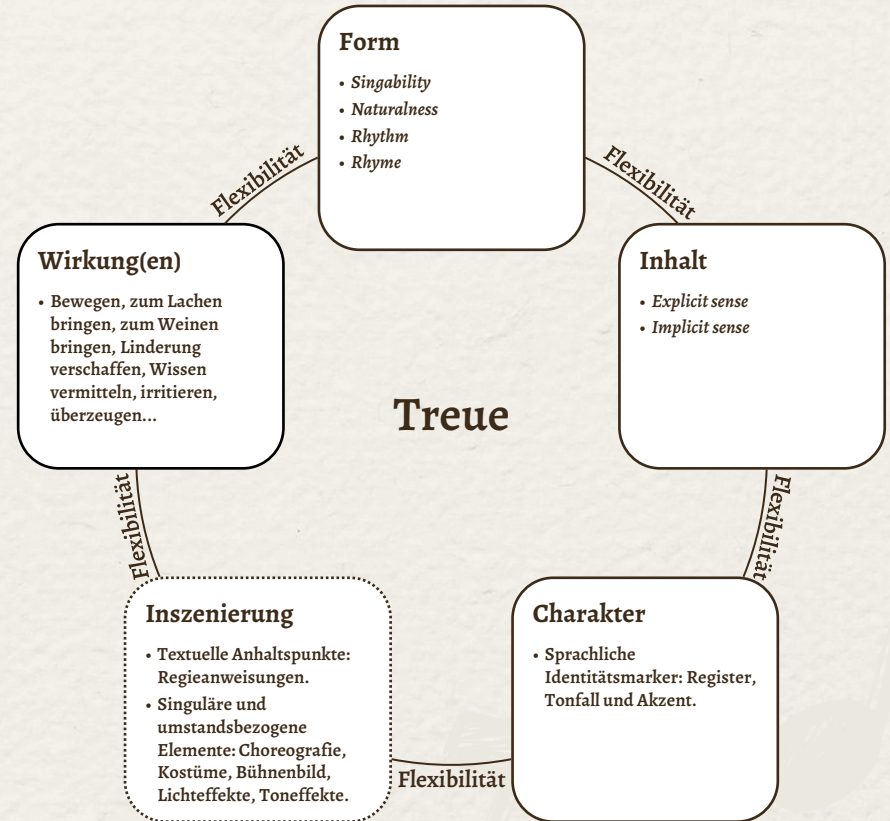 Form
• Singability
• Naturalness
• Rhythm
• Rhyme
Flexibilität
Flexibilität
Wirkung(en)
• Bewegen, zum Lachen
bringen, zum Weinen
bringen, Linderung
verschaffen, Wissen
vermitteln, irritieren,
überzeugen...
Inhalt
• Explicit sense
• Implicit sense
Treue
Flexibilität
Flexibilität
Inszenierung
• Textuelle Anhaltspunkte:
Regieanweisungen.
• Singuläre und
umstandsbezogene
Elemente: Choreografie,
Kostüme, Bühnenbild,
Lichteffekte, Toneffekte.
Charakter
• Sprachliche
Identitätsmarker: Register,
Tonfall und Akzent.
Flexibilität